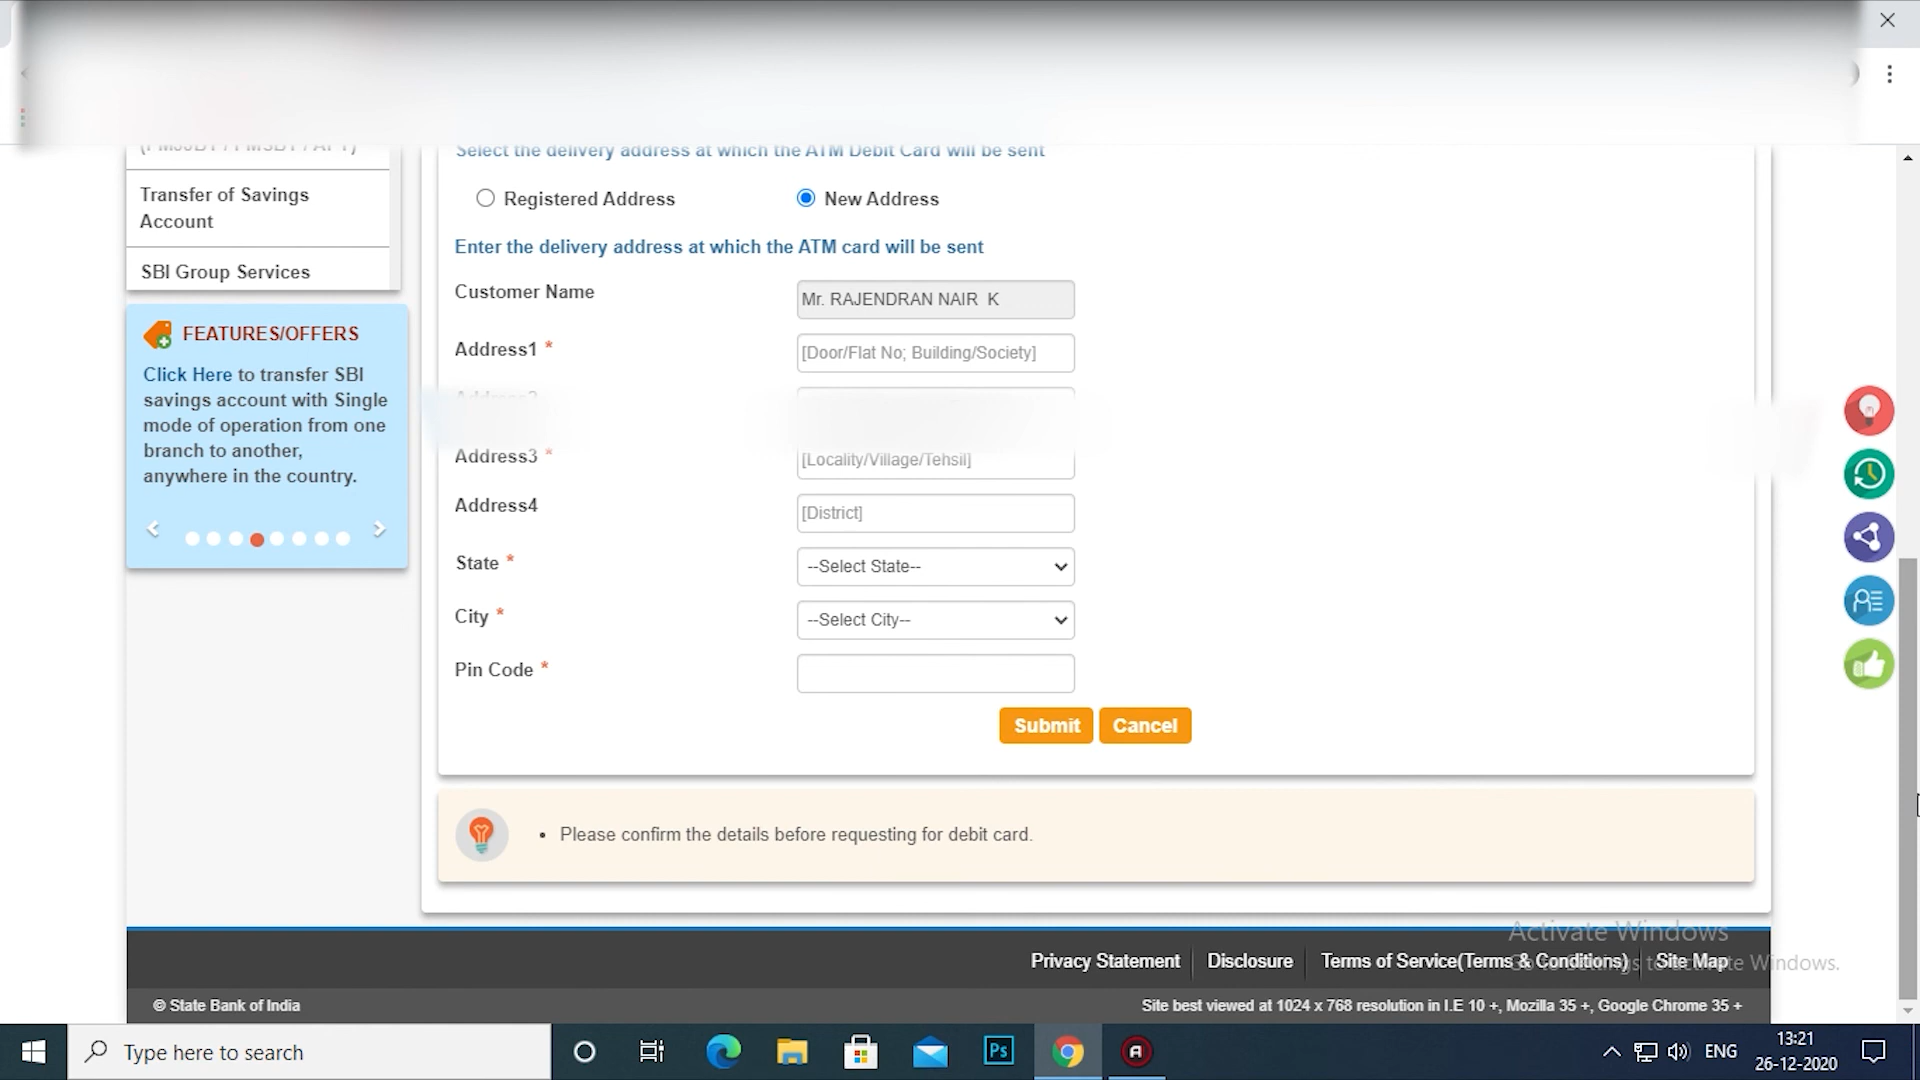 Select the delivery address at which the ATM Debit Card will be sent
Transfer of Savings
Account
SBI Group Services
Registered Address
New Address
Enter the delivery address at which the ATM card will be sent
Customer Name
Mr. RAJENDRAN NAIR K
Address1 *
[Door/Flat No; Building/Society]
Address3 *
[Locality/Village/Tehsil]
Address4
[District]
State *
--Select State--
City *
--Select City--
Pin Code *
Submit
Cancel
FEATURES/OFFERS
Click Here to transfer SBI
savings account with Single
mode of operation from one
branch to another,
anywhere in the country.
• Please confirm the details before requesting for debit card.
Activate Windows
Privacy Statement
Disclosure
Terms of Service(Terms & Conditions)
Site Map
Go to Settings to activate Windows.
© State Bank of India
Site best viewed at 1024 x 768 resolution in I.E 10 +, Mozilla 35 +, Google Chrome 35 +
Type here to search
Ps
ENG
13:21
26-12-2020